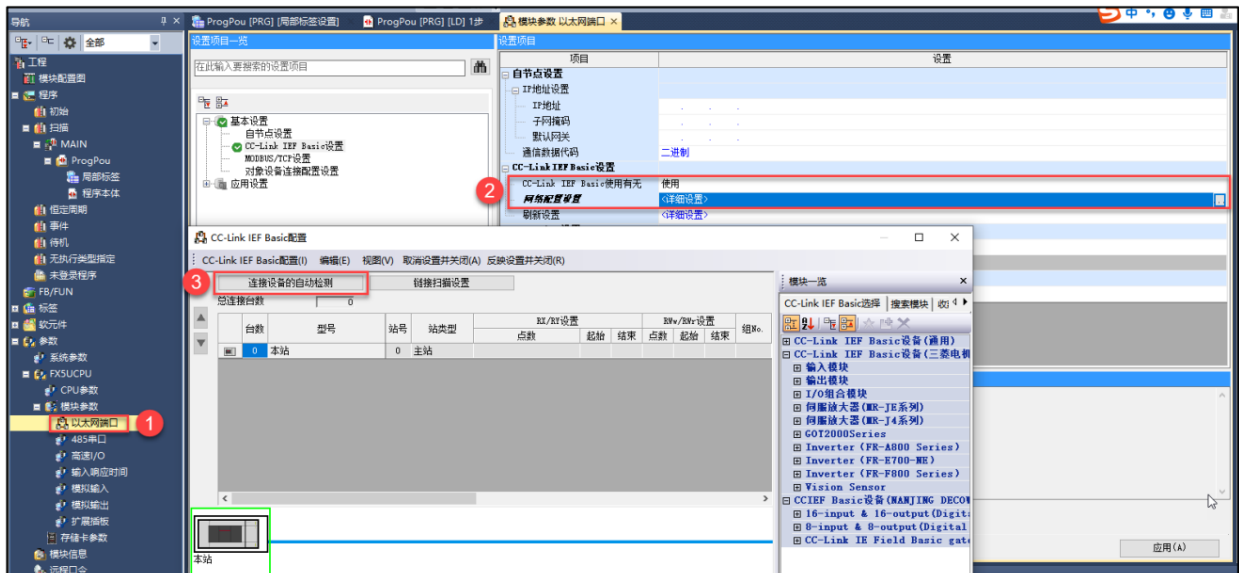 导航
ProgPou [PRG] [局部标签设置]
ProgPou [PRG] [LD] 1步
模块参数 以太网端口
中
全部
工程
模块配置图
程序
初始
扫描
MAIN
ProgPou
局部标签
程序本体
恒定周期
事件
待机
无执行类型指定
未登录程序
FB/FUN
标签
软元件
参数
系统参数
FX5UCPU
CPU参数
模块参数
以太网端口
1
485串口
高速I/O
输入响应时间
模拟输入
模拟输出
扩展插板
存储卡参数
模块信息
远程口令
设置项目一览
在此输入要搜索的设置项目
基本设置
自节点设置
CC-Link IEF Basic设置
MODBUS/TCP设置
对象设备连接配置设置
应用设置
设置项目
项目 设置
自节点设置
IP地址设置
IP地址 . . .
子网掩码 . . .
默认网关 . . .
通信数据代码 二进制
CC-Link IEF Basic设置
2
CC-Link IEF Basic使用有无 使用
网络配置设置 <详细设置>
刷新设置 <详细设置>
CC-Link IEF Basic配置
CC-Link IEF Basic配置(I) 编辑(E) 视图(V) 取消设置并关闭(A) 反映设置并关闭(R)
3
连接设备的自动检测 链接扫描设置
总连接台数 0
台数 型号 站号 站类型 RX/RY设置 RWw/RWr设置 组No.
点数 起始 结束 点数 起始 结束
0 本站 0 主站
本站
模块一览
CC-Link IEF Basic选择 搜索模块
CC-Link IEF Basic设备(通用)
CC-Link IEF Basic设备(三菱电机
输入模块
输出模块
I/O组合模块
伺服放大器(MR-JE系列)
伺服放大器(MR-J4系列)
GOT2000Series
Inverter (FR-A800 Series)
Inverter (FR-E700-NE)
Inverter (FR-F800 Series)
Vision Sensor
CCIEF Basic设备(NANJING DECOW
16-input & 16-output(Digit
8-input & 8-output(Digital
CC-Link IE Field Basic gat
应用(A)